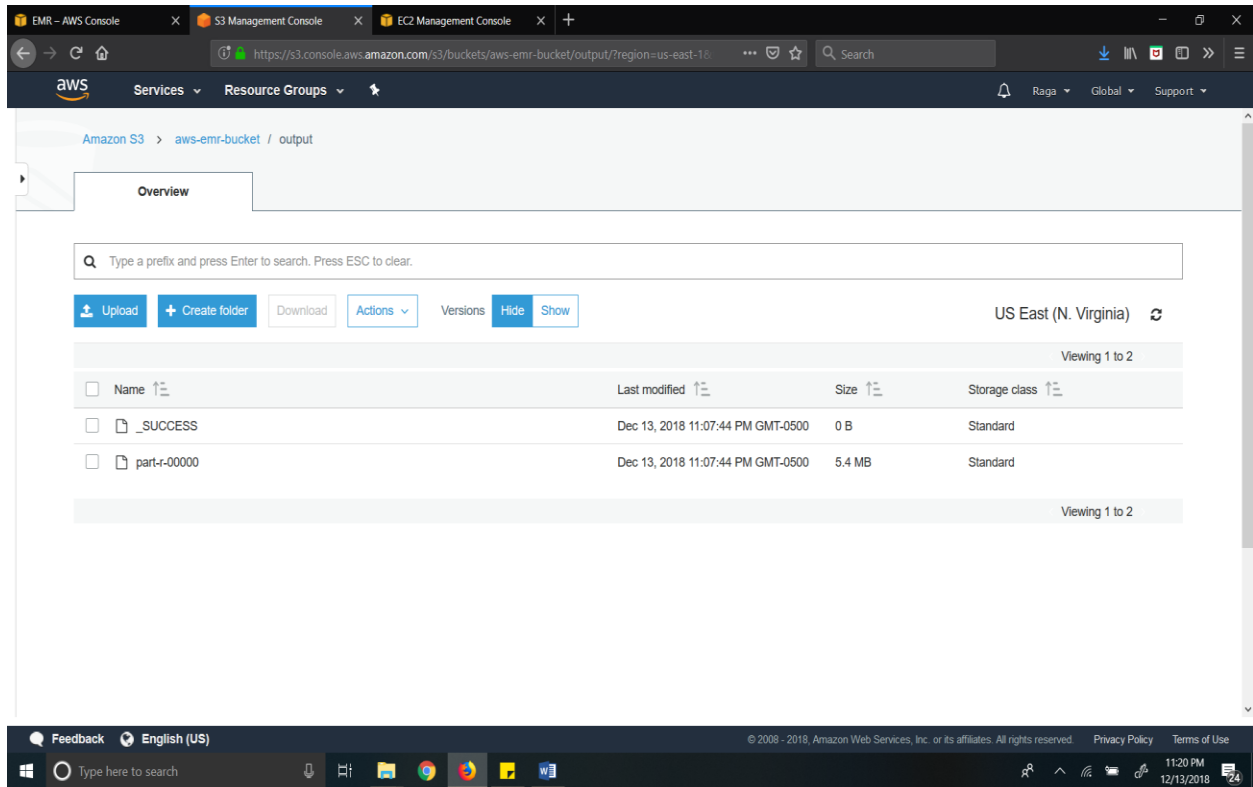 EMR – AWS Console
S3 Management Console
EC2 Management Console
https://s3.console.aws.amazon.com/s3/buckets/aws-emr-bucket/output/?region=us-east-1&
Search
aws
Services
Resource Groups
Raga
Global
Support
Amazon S3 > aws-emr-bucket / output
Overview
Type a prefix and press Enter to search. Press ESC to clear.
Upload
+ Create folder
Download
Actions
Versions
Hide
Show
US East (N. Virginia)
Viewing 1 to 2
Name
Last modified
Size
Storage class
_SUCCESS Dec 13, 2018 11:07:44 PM GMT-0500 0 B Standard
part-r-00000 Dec 13, 2018 11:07:44 PM GMT-0500 5.4 MB Standard
Viewing 1 to 2
Feedback
English (US)
© 2008 - 2018, Amazon Web Services, Inc. or its affiliates. All rights reserved.
Privacy Policy
Terms of Use
Type here to search
11:20 PM
12/13/2018
24